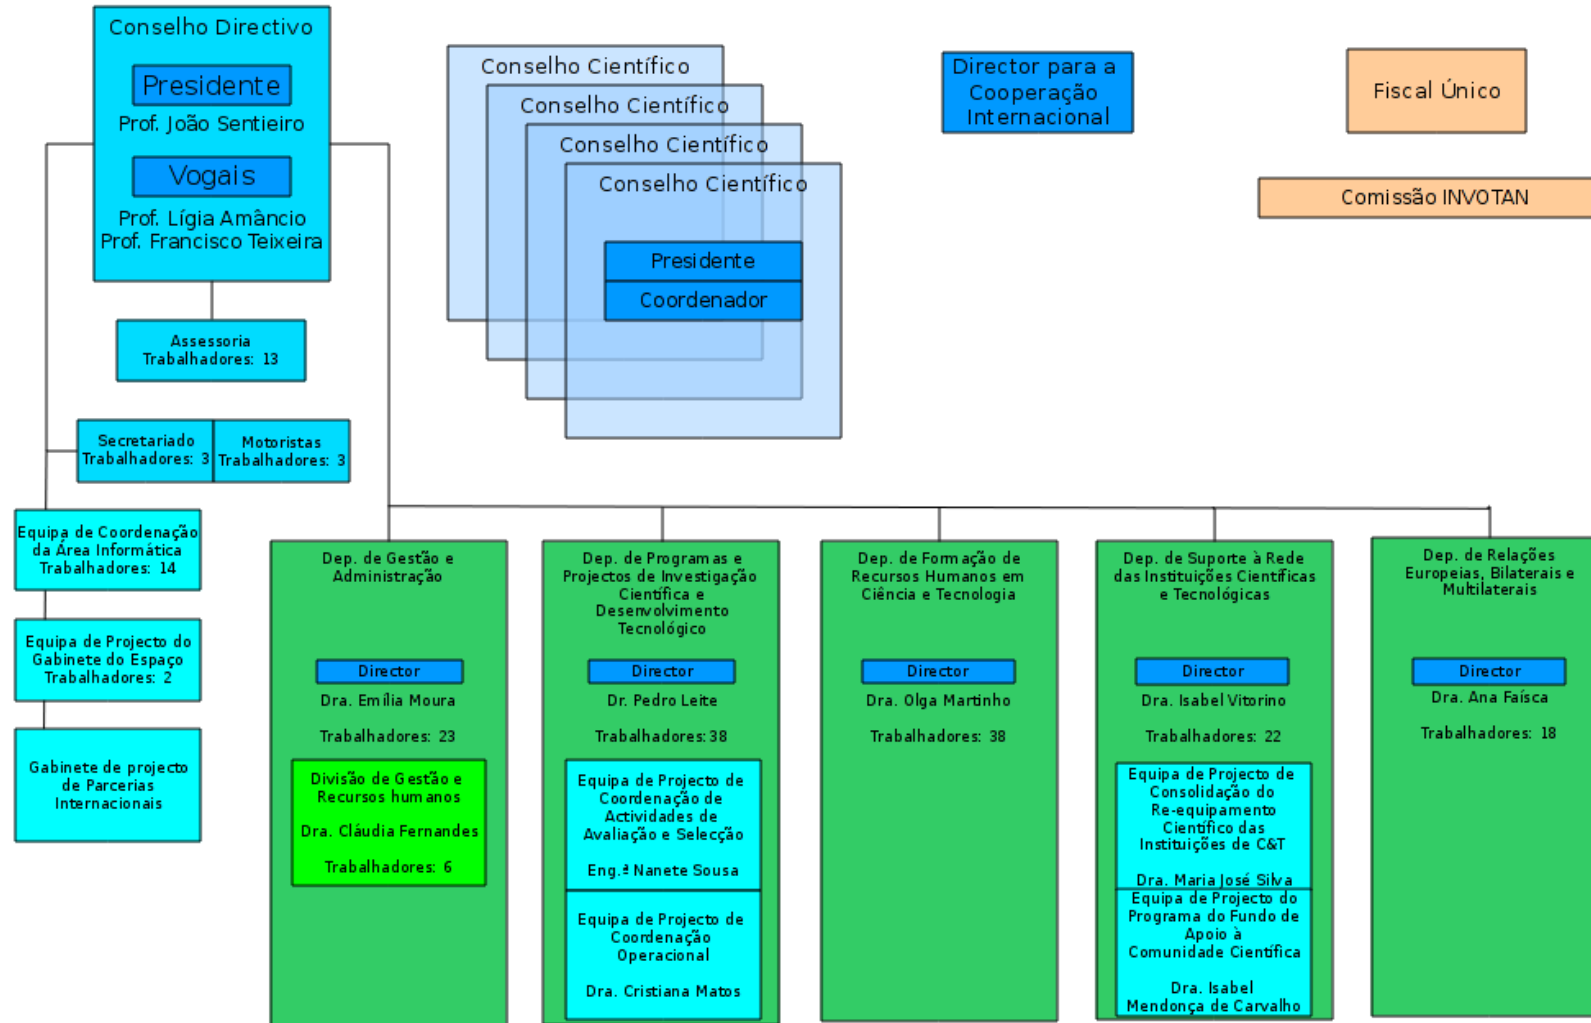 Conselho Directivo
Presidente
Prof. João Sentieiro
Vogais
Prof. Lígia Amâncio
Prof. Francisco Teixeira
Conselho Científico
Conselho Científico
Conselho Científico
Conselho Científico
Presidente
Coordenador
Director para a
Cooperação
Internacional
Fiscal Único
Comissão INVOTAN
Assessoria
Trabalhadores: 13
Secretariado
Trabalhadores: 3
Motoristas
Trabalhadores: 3
Equipa de Coordenação
da Área Informática
Trabalhadores: 14
Equipa de Projecto do
Gabinete do Espaço
Trabalhadores: 2
Gabinete de projecto
de Parcerias
Internacionais
Dep. de Gestão e
Administração
Director
Dra. Emília Moura
Trabalhadores: 23
Divisão de Gestão e
Recursos humanos
Dra. Cláudia Fernandes
Trabalhadores: 6
Dep. de Programas e
Projectos de Investigação
Científica e
Desenvolvimento
Tecnológico
Director
Dr. Pedro Leite
Trabalhadores: 38
Equipa de Projecto de
Coordenação de
Actividades de
Avaliação e Selecção
Eng.ª Nanete Sousa
Equipa de Projecto de
Coordenação
Operacional
Dra. Cristiana Matos
Dep. de Formação de
Recursos Humanos em
Ciência e Tecnologia
Director
Dra. Olga Martinho
Trabalhadores: 38
Dep. de Suporte à Rede
das Instituições Científicas
e Tecnológicas
Director
Dra. Isabel Vitorino
Trabalhadores: 22
Equipa de Projecto de
Consolidação do
Re-equipamento
Científico das
Instituições de C&T
Dra. Maria José Silva
Equipa de Projecto do
Programa do Fundo de
Apoio à
Comunidade Científica
Dra. Isabel
Mendonça de Carvalho
Dep. de Relações
Europeias, Bilaterais e
Multilaterais
Director
Dra. Ana Faísca
Trabalhadores: 18